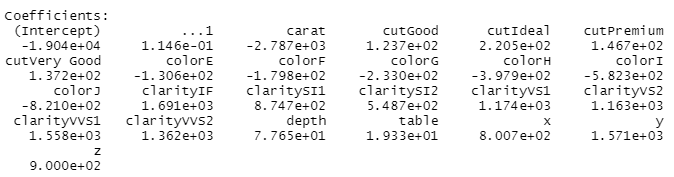 Coefficients:
(Intercept) ...1 carat cutGood cutIdeal cutPremium
-1.904e+04 1.146e-01 -2.787e+03 1.237e+02 2.205e+02 1.467e+02
cutVery Good colorE colorF colorG colorH colorI
1.372e+02 -1.306e+02 -1.798e+02 -2.330e+02 -3.979e+02 -5.823e+02
colorJ clarityIF claritySI1 claritySI2 clarityVS1 clarityVS2
-8.210e+02 1.691e+03 8.747e+02 5.487e+02 1.174e+03 1.163e+03
clarityVVS1 clarityVVS2 depth table x y
1.558e+03 1.362e+03 7.765e+01 1.933e+01 8.007e+02 1.571e+03
z
9.000e+02